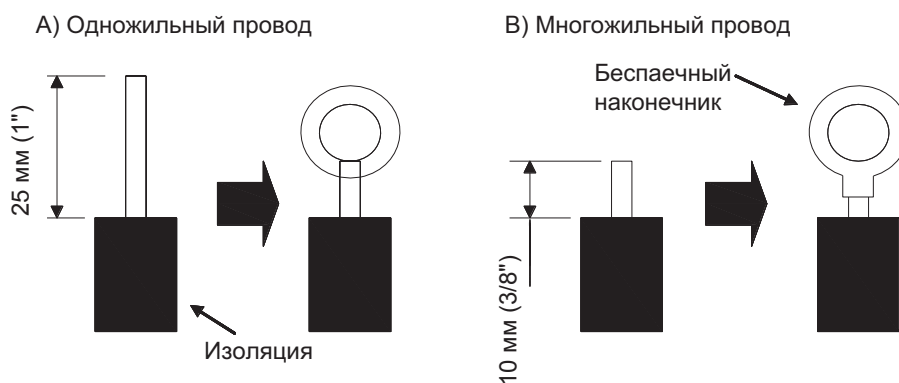 A) Одножильный провод
B) Многожильный провод
25 мм (1")
Изоляция
Беспаечный
наконечник
10 мм (3/8")